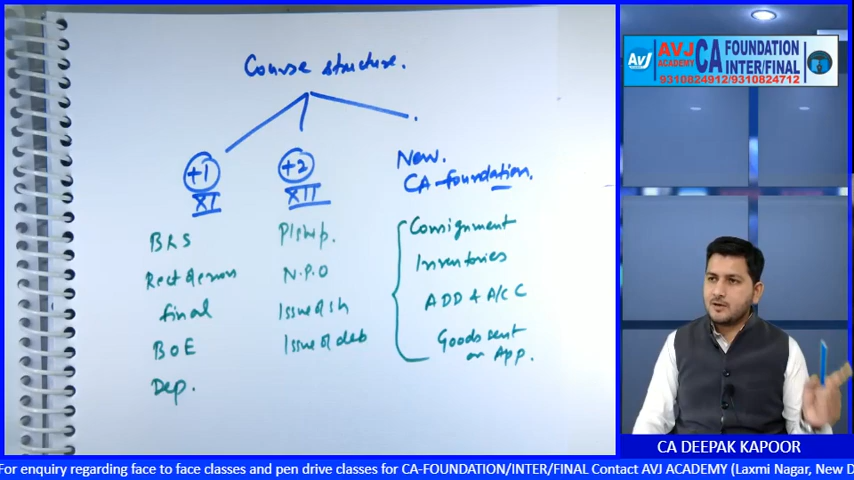 Course structure.
+1
XI
BRS
Rect of errors
final
BOE
Dep.
+2
XII
P/ship.
N.P.O
Issue of sh
Issue of deb
New.
CA-foundation.
Consignment
Inventories
ADD & A/C C
Goods sent
on App.
AVJ
AVJ
ACADEMY
CA
FOUNDATION
INTER/FINAL
9310824912/9310824712
CA DEEPAK KAPOOR
For enquiry regarding face to face classes and pen drive classes for CA-FOUNDATION/INTER/FINAL Contact AVJ ACADEMY (Laxmi Nagar, New D